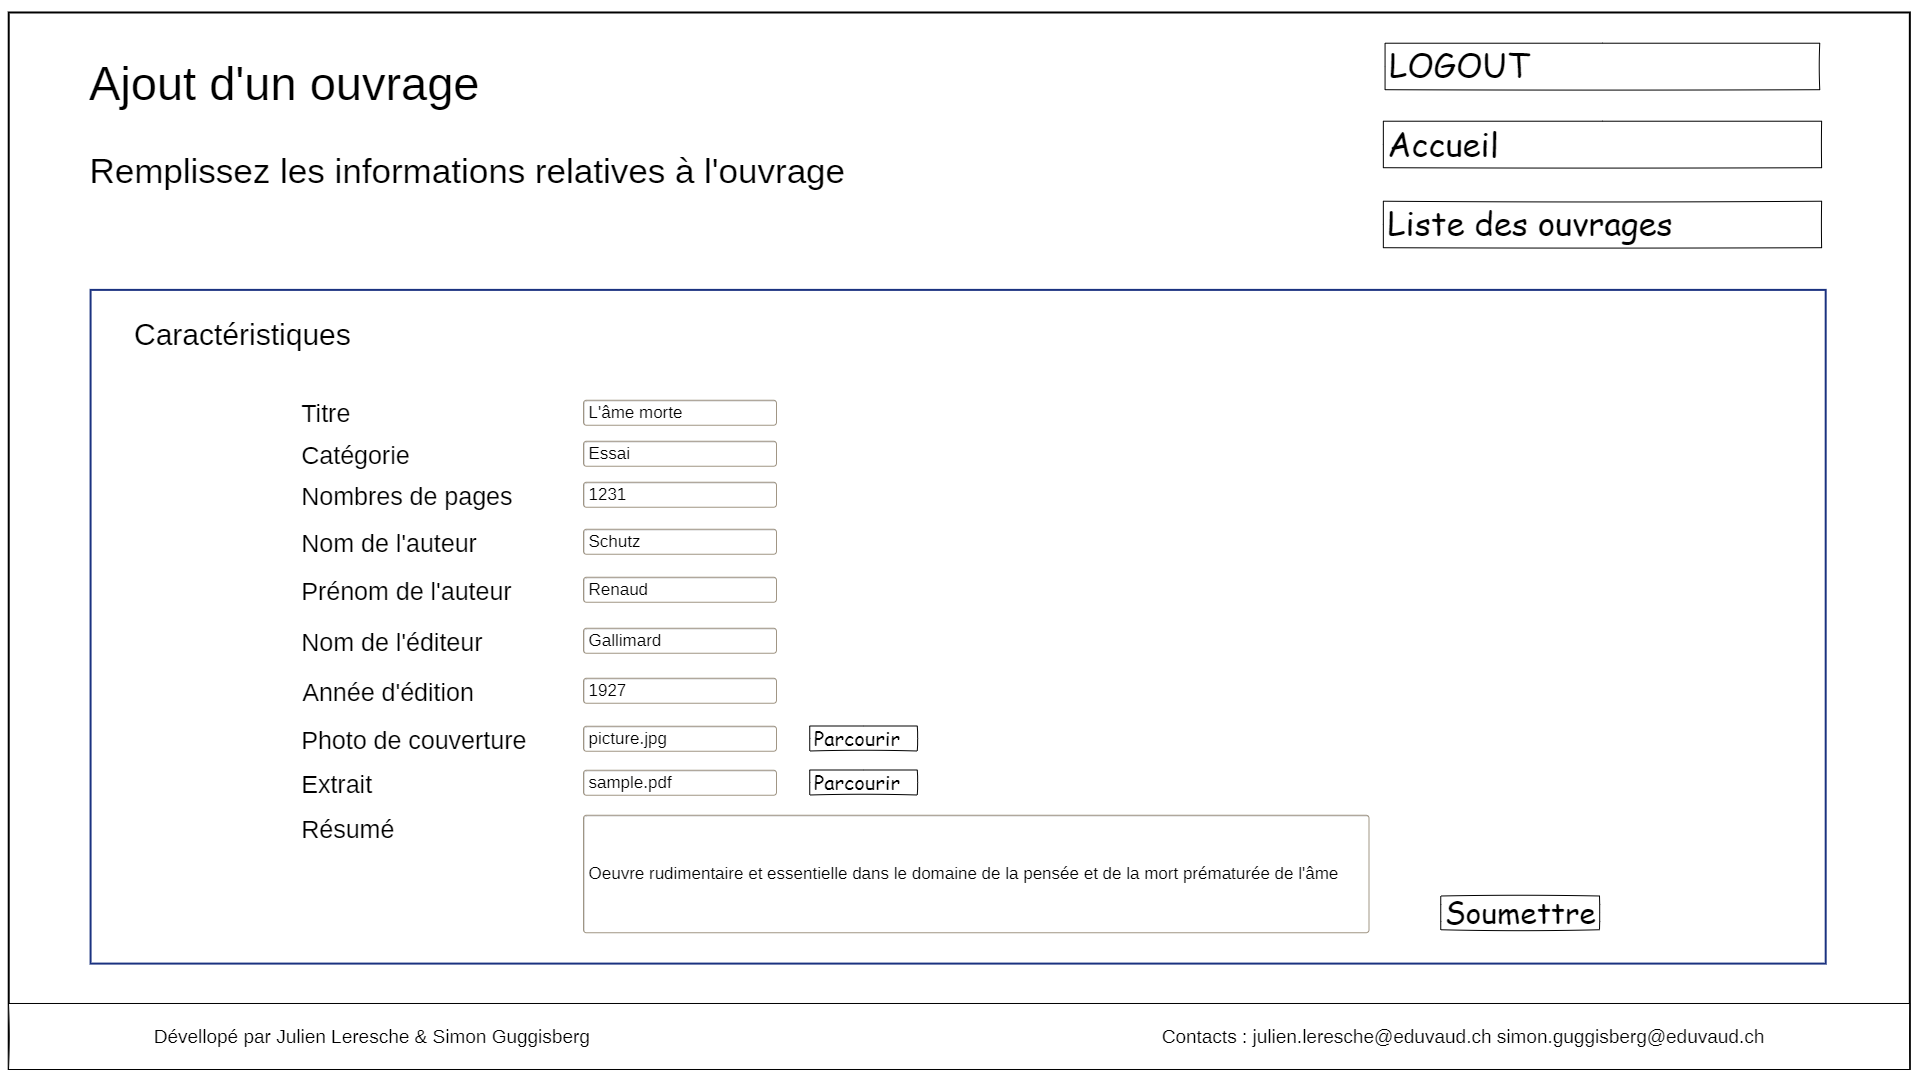 Ajout d'un ouvrage
Remplissez les informations relatives à l'ouvrage
LOGOUT
Accueil
Liste des ouvrages
Caractéristiques
Titre L'âme morte
Catégorie Essai
Nombres de pages 1231
Nom de l'auteur Schutz
Prénom de l'auteur Renaud
Nom de l'éditeur Gallimard
Année d'édition 1927
Photo de couverture picture.jpg Parcourir
Extrait sample.pdf Parcourir
Résumé
Oeuvre rudimentaire et essentielle dans le domaine de la pensée et de la mort prématurée de l'âme
Soumettre
Dévellopé par Julien Leresche & Simon Guggisberg
Contacts : julien.leresche@eduvaud.ch simon.guggisberg@eduvaud.ch